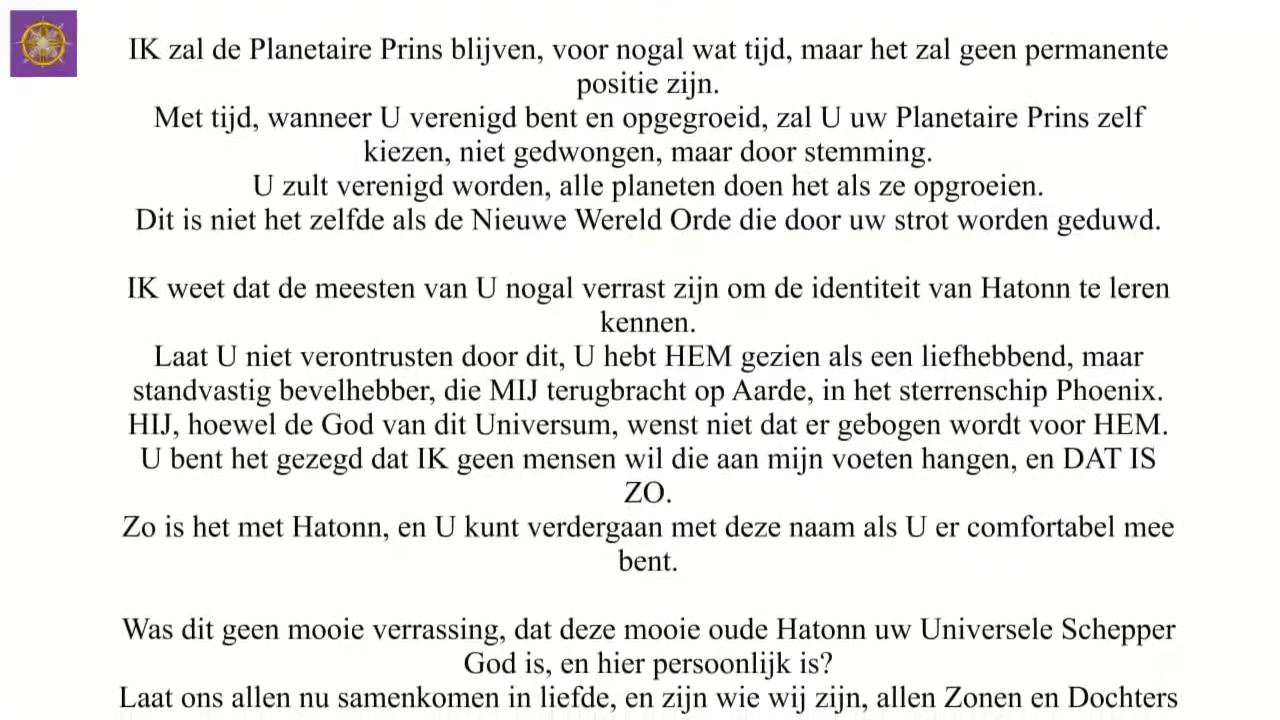 IK zal de Planetaire Prins blijven, voor nogal wat tijd, maar het zal geen permanente
positie zijn.
Met tijd, wanneer U verenigd bent en opgegroeid, zal U uw Planetaire Prins zelf
kiezen, niet gedwongen, maar door stemming.
U zult verenigd worden, alle planeten doen het als ze opgroeien.
Dit is niet het zelfde als de Nieuwe Wereld Orde die door uw strot worden geduwd.
IK weet dat de meesten van U nogal verrast zijn om de identiteit van Hatonn te leren
kennen.
Laat U niet verontrusten door dit, U hebt HEM gezien als een liefhebbend, maar
standvastig bevelhebber, die MIJ terugbracht op Aarde, in het sterrenschip Phoenix.
HIJ, hoewel de God van dit Universum, wenst niet dat er gebogen wordt voor HEM.
U bent het gezegd dat IK geen mensen wil die aan mijn voeten hangen, en DAT IS
ZO.
Zo is het met Hatonn, en U kunt verdergaan met deze naam als U er comfortabel mee
bent.
Was dit geen mooie verrassing, dat deze mooie oude Hatonn uw Universele Schepper
God is, en hier persoonlijk is?
Laat ons allen nu samenkomen in liefde, en zijn wie wij zijn, allen Zonen en Dochters